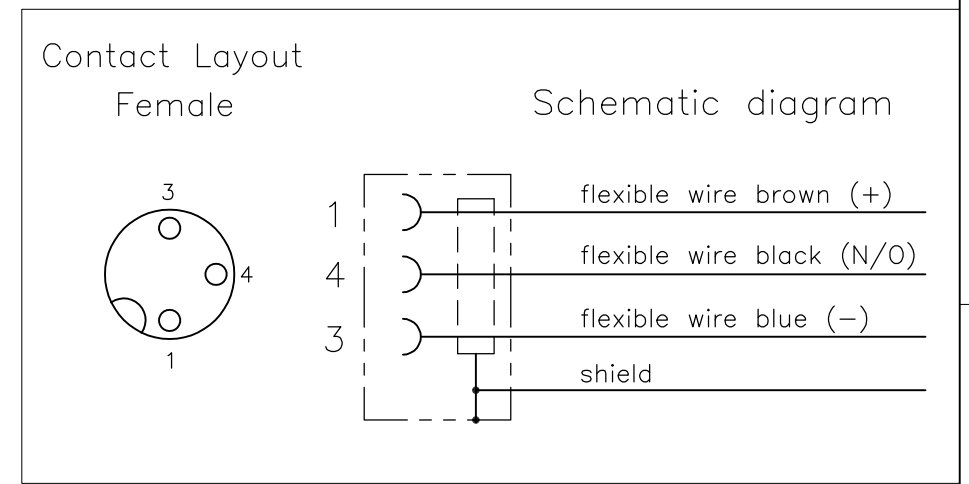 Contact Layout
Female
3
4
1
Schematic diagram
1 flexible wire brown (+)
4 flexible wire black (N/O)
3 flexible wire blue (−)
shield